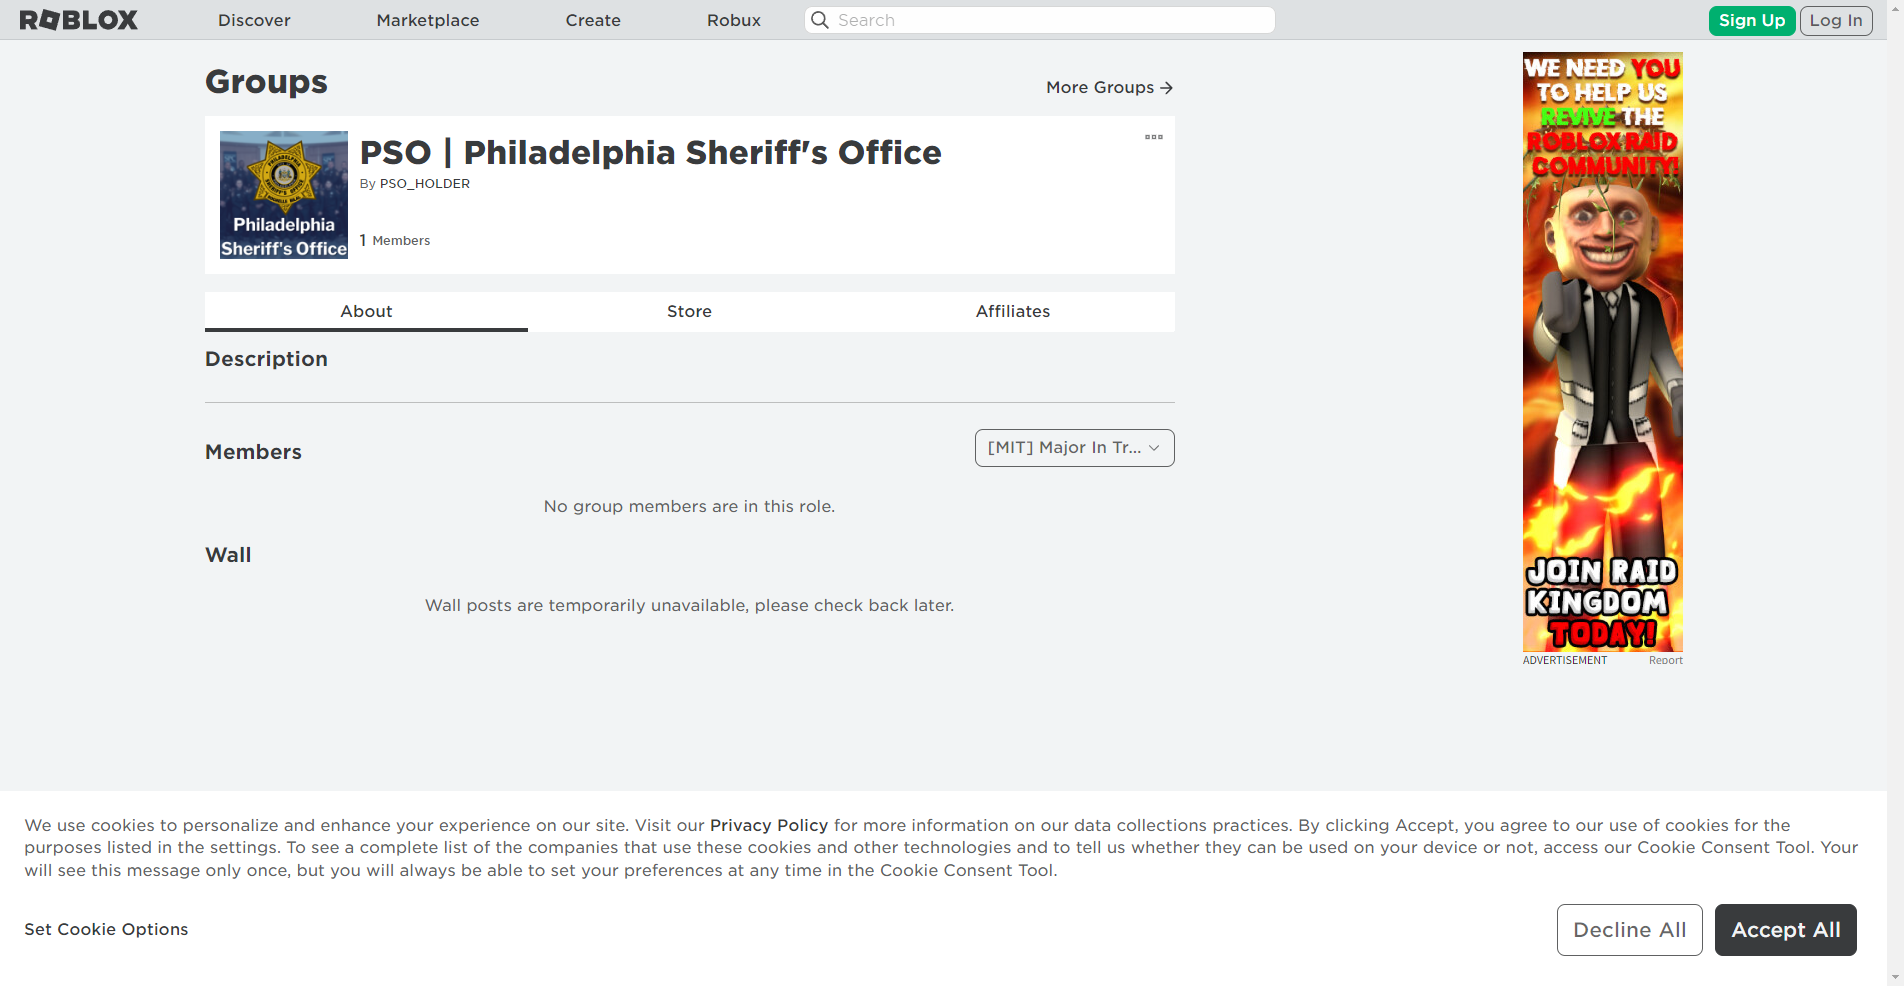 ROBLOX
Discover
Marketplace
Create
Robux
Search
Sign Up
Log In
Groups
More Groups
Philadelphia
Sheriff's Office
PSO | Philadelphia Sheriff's Office
By PSO_HOLDER
1 Members
About
Store
Affiliates
Description
Members
[MIT] Major In Tr...
No group members are in this role.
Wall
Wall posts are temporarily unavailable, please check back later.
WE NEED YOU
TO HELP US
REVIVE THE
ROBLOX RAID
COMMUNITY!
JOIN RAID
KINGDOM
TODAY!
ADVERTISEMENT
Report
We use cookies to personalize and enhance your experience on our site. Visit our Privacy Policy for more information on our data collections practices. By clicking Accept, you agree to our use of cookies for the
purposes listed in the settings. To see a complete list of the companies that use these cookies and other technologies and to tell us whether they can be used on your device or not, access our Cookie Consent Tool. Your
will see this message only once, but you will always be able to set your preferences at any time in the Cookie Consent Tool.
Set Cookie Options
Decline All
Accept All